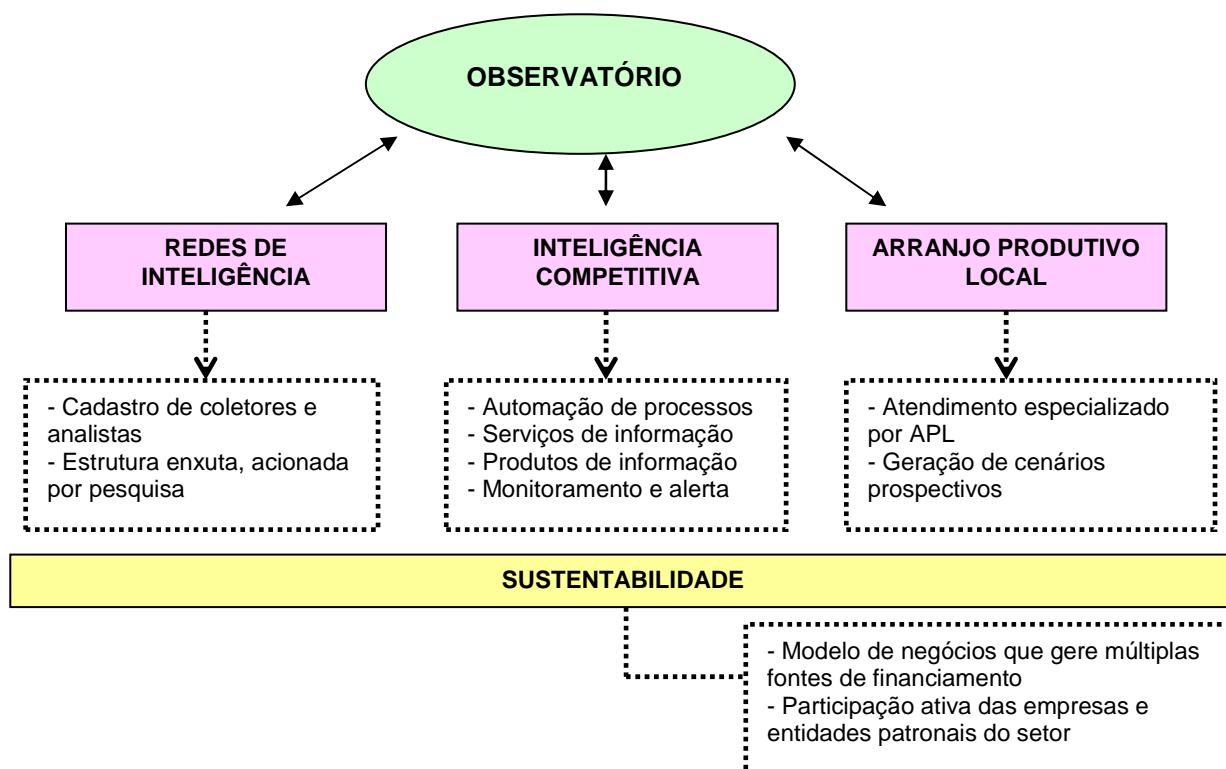 OBSERVATÓRIO
REDES DE
INTELIGÊNCIA
INTELIGÊNCIA
COMPETITIVA
ARRANJO PRODUTIVO
LOCAL
- Cadastro de coletores e
analistas
- Estrutura enxuta, acionada
por pesquisa
- Automação de processos
- Serviços de informação
- Produtos de informação
- Monitoramento e alerta
- Atendimento especializado
por APL
- Geração de cenários
prospectivos
SUSTENTABILIDADE
- Modelo de negócios que gere múltiplas
fontes de financiamento
- Participação ativa das empresas e
entidades patronais do setor